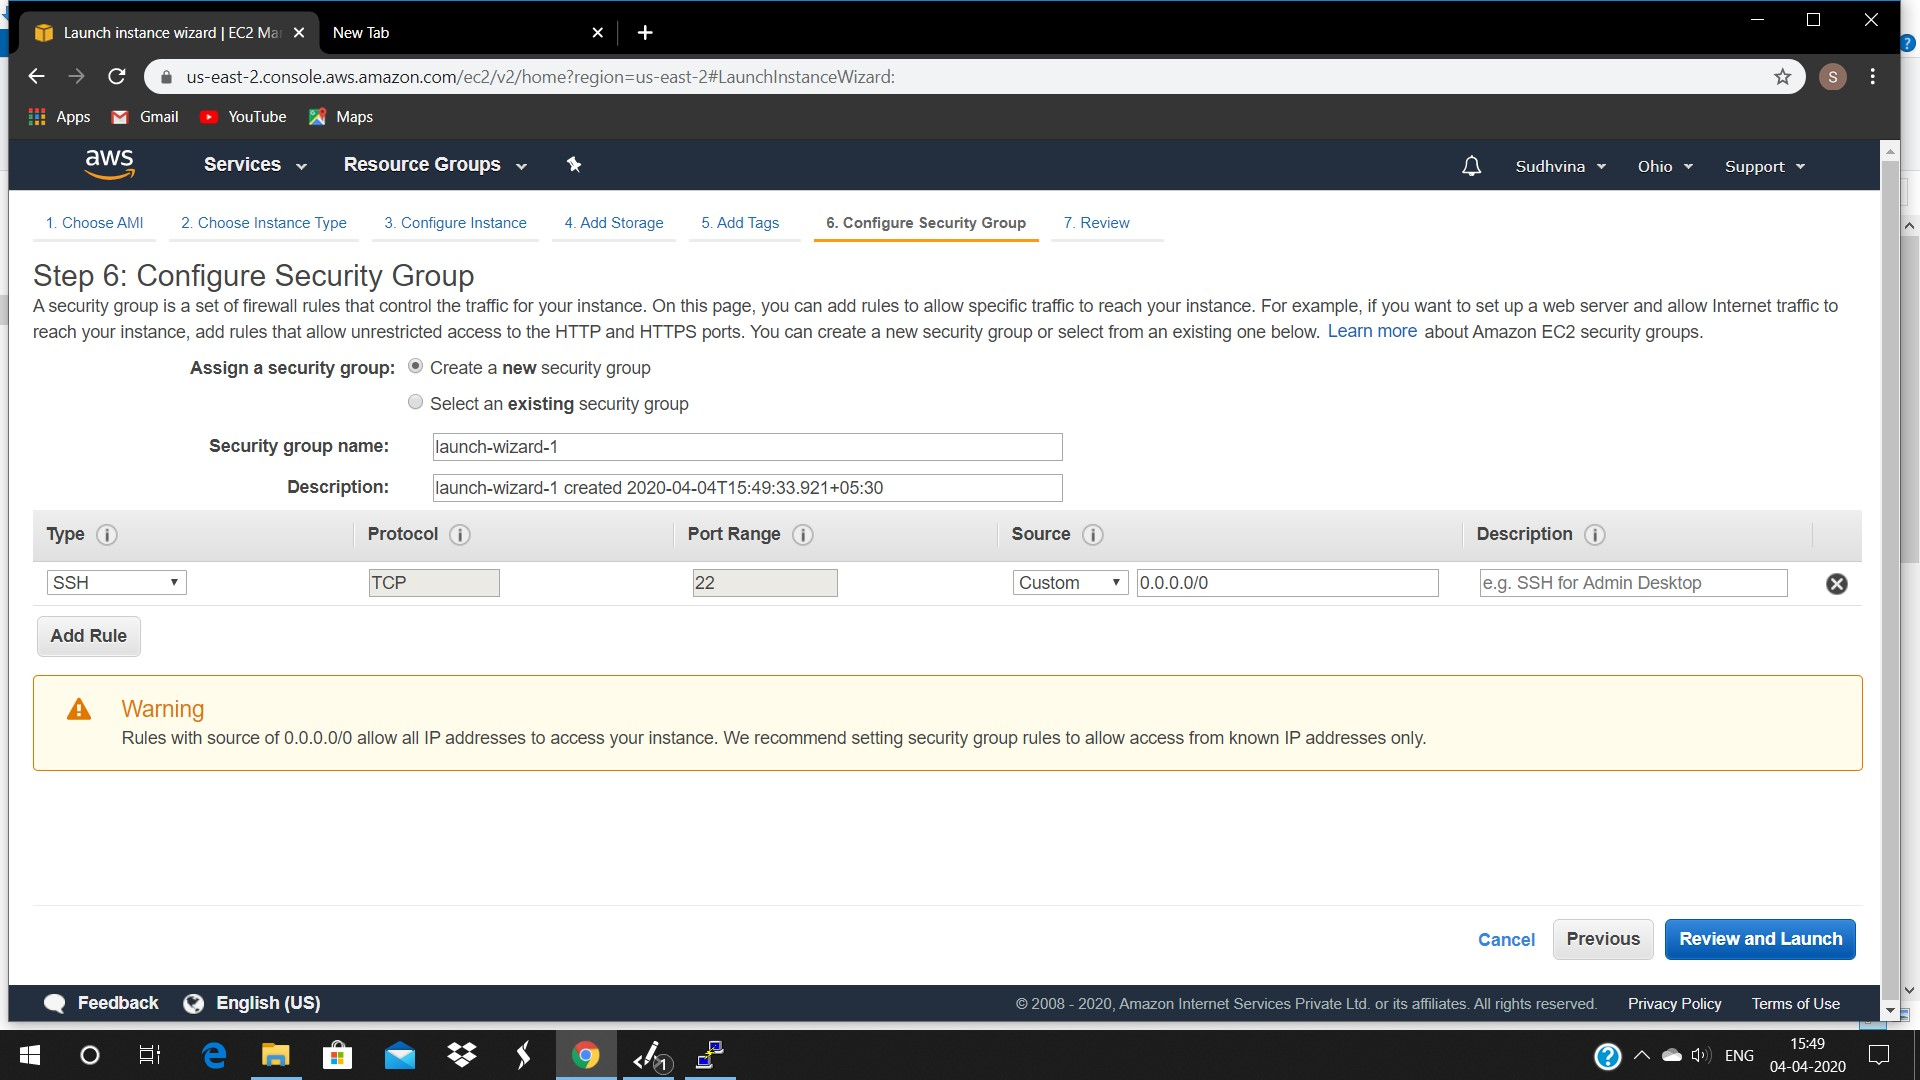 Launch instance wizard | EC2 Ma
New Tab
us-east-2.console.aws.amazon.com/ec2/v2/home?region=us-east-2#LaunchInstanceWizard:
S
Apps Gmail YouTube Maps
aws Services Resource Groups Sudhvina Ohio Support
1. Choose AMI 2. Choose Instance Type 3. Configure Instance 4. Add Storage 5. Add Tags 6. Configure Security Group 7. Review
Step 6: Configure Security Group
A security group is a set of firewall rules that control the traffic for your instance. On this page, you can add rules to allow specific traffic to reach your instance. For example, if you want to set up a web server and allow Internet traffic to
reach your instance, add rules that allow unrestricted access to the HTTP and HTTPS ports. You can create a new security group or select from an existing one below. Learn more about Amazon EC2 security groups.
Assign a security group: Create a new security group
Select an existing security group
Security group name: launch-wizard-1
Description: launch-wizard-1 created 2020-04-04T15:49:33.921+05:30
Type i Protocol i Port Range i Source i Description i
SSH TCP 22 Custom 0.0.0.0/0 e.g. SSH for Admin Desktop
Add Rule
Warning
Rules with source of 0.0.0.0/0 allow all IP addresses to access your instance. We recommend setting security group rules to allow access from known IP addresses only.
Cancel Previous Review and Launch
Feedback English (US) © 2008 - 2020, Amazon Internet Services Private Ltd. or its affiliates. All rights reserved. Privacy Policy Terms of Use
1 ? ENG 15:49
04-04-2020